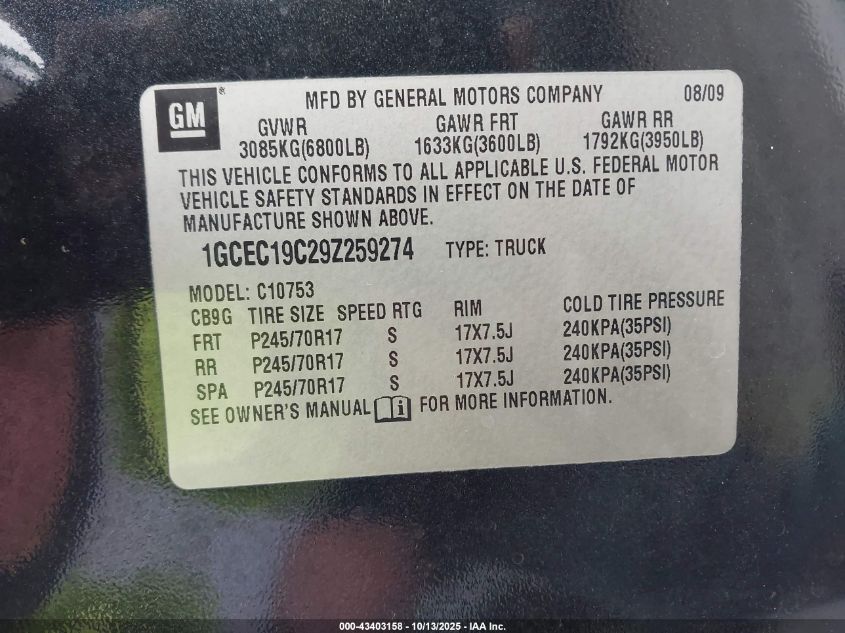 GM ® MFD BY GENERAL MOTORS COMPANY 08/09
GVWR GAWR FRT GAWR RR
3085KG(6800LB) 1633KG(3600LB) 1792KG(3950LB)
THIS VEHICLE CONFORMS TO ALL APPLICABLE U.S. FEDERAL MOTOR
VEHICLE SAFETY STANDARDS IN EFFECT ON THE DATE OF
MANUFACTURE SHOWN ABOVE.
1GCEC19C29Z259274 TYPE: TRUCK
MODEL: C10753
CB9G TIRE SIZE SPEED RTG RIM COLD TIRE PRESSURE
FRT P245/70R17 S 17X7.5J 240KPA(35PSI)
RR P245/70R17 S 17X7.5J 240KPA(35PSI)
SPA P245/70R17 S 17X7.5J 240KPA(35PSI)
SEE OWNER'S MANUAL i FOR MORE INFORMATION.
000-43403158 - 10/13/2025 - IAA Inc.